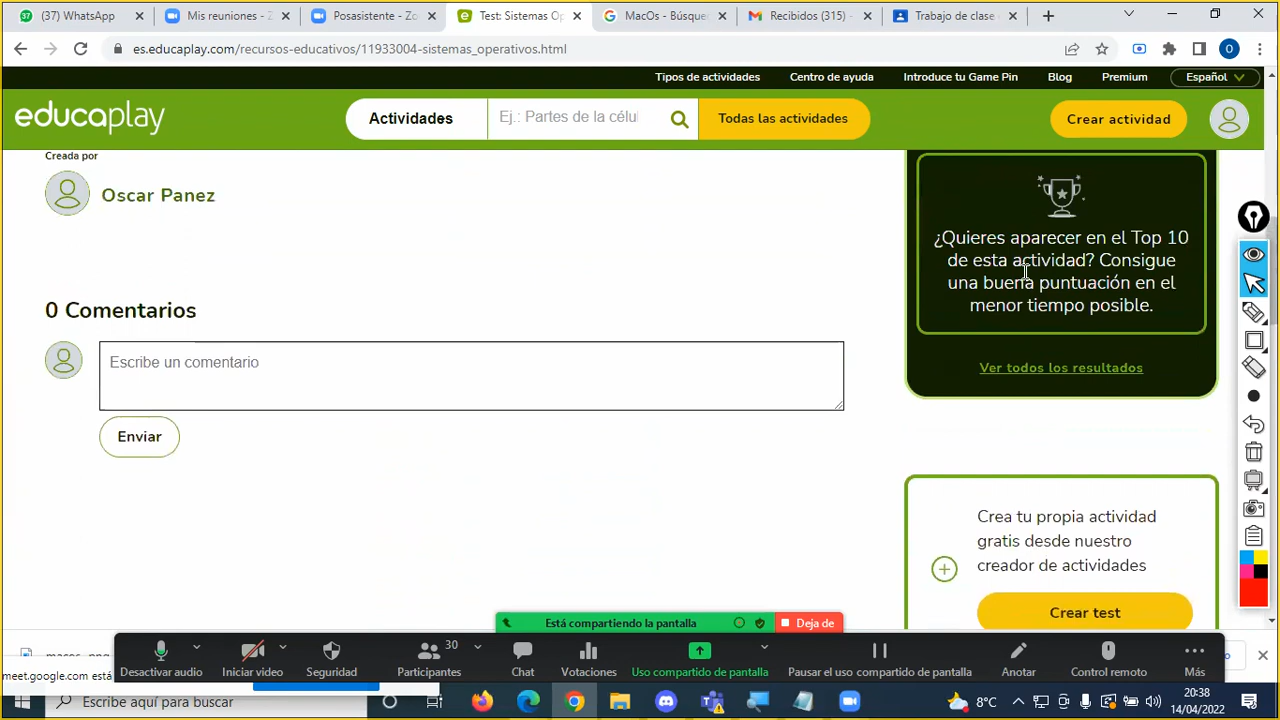 (37) WhatsApp
Mis reuniones - Z
Posasistente - Zo
Test: Sistemas Op
MacOs - Búsque
Recibidos (315) -
Trabajo de clase
es.educaplay.com/recursos-educativos/11933004-sistemas_operativos.html
O
Tipos de actividades
Centro de ayuda
Introduce tu Game Pin
Blog
Premium
Español
educaplay
Actividades
Ej.: Partes de la célul
Todas las actividades
Crear actividad
Creada por
Oscar Panez
¿Quieres aparecer en el Top 10
de esta actividad? Consigue
una buena puntuación en el
menor tiempo posible.
Ver todos los resultados
0 Comentarios
Escribe un comentario
Enviar
Crea tu propia actividad
gratis desde nuestro
creador de actividades
Crear test
Está compartiendo la pantalla
Deja de
30
Desactivar audio
Iniciar video
Seguridad
Participantes
Chat
Votaciones
Uso compartido de pantalla
Pausar el uso compartido de pantalla
Anotar
Control remoto
Más
meet.google.com está
Escribe aquí para buscar
8°C
20:38
14/04/2022